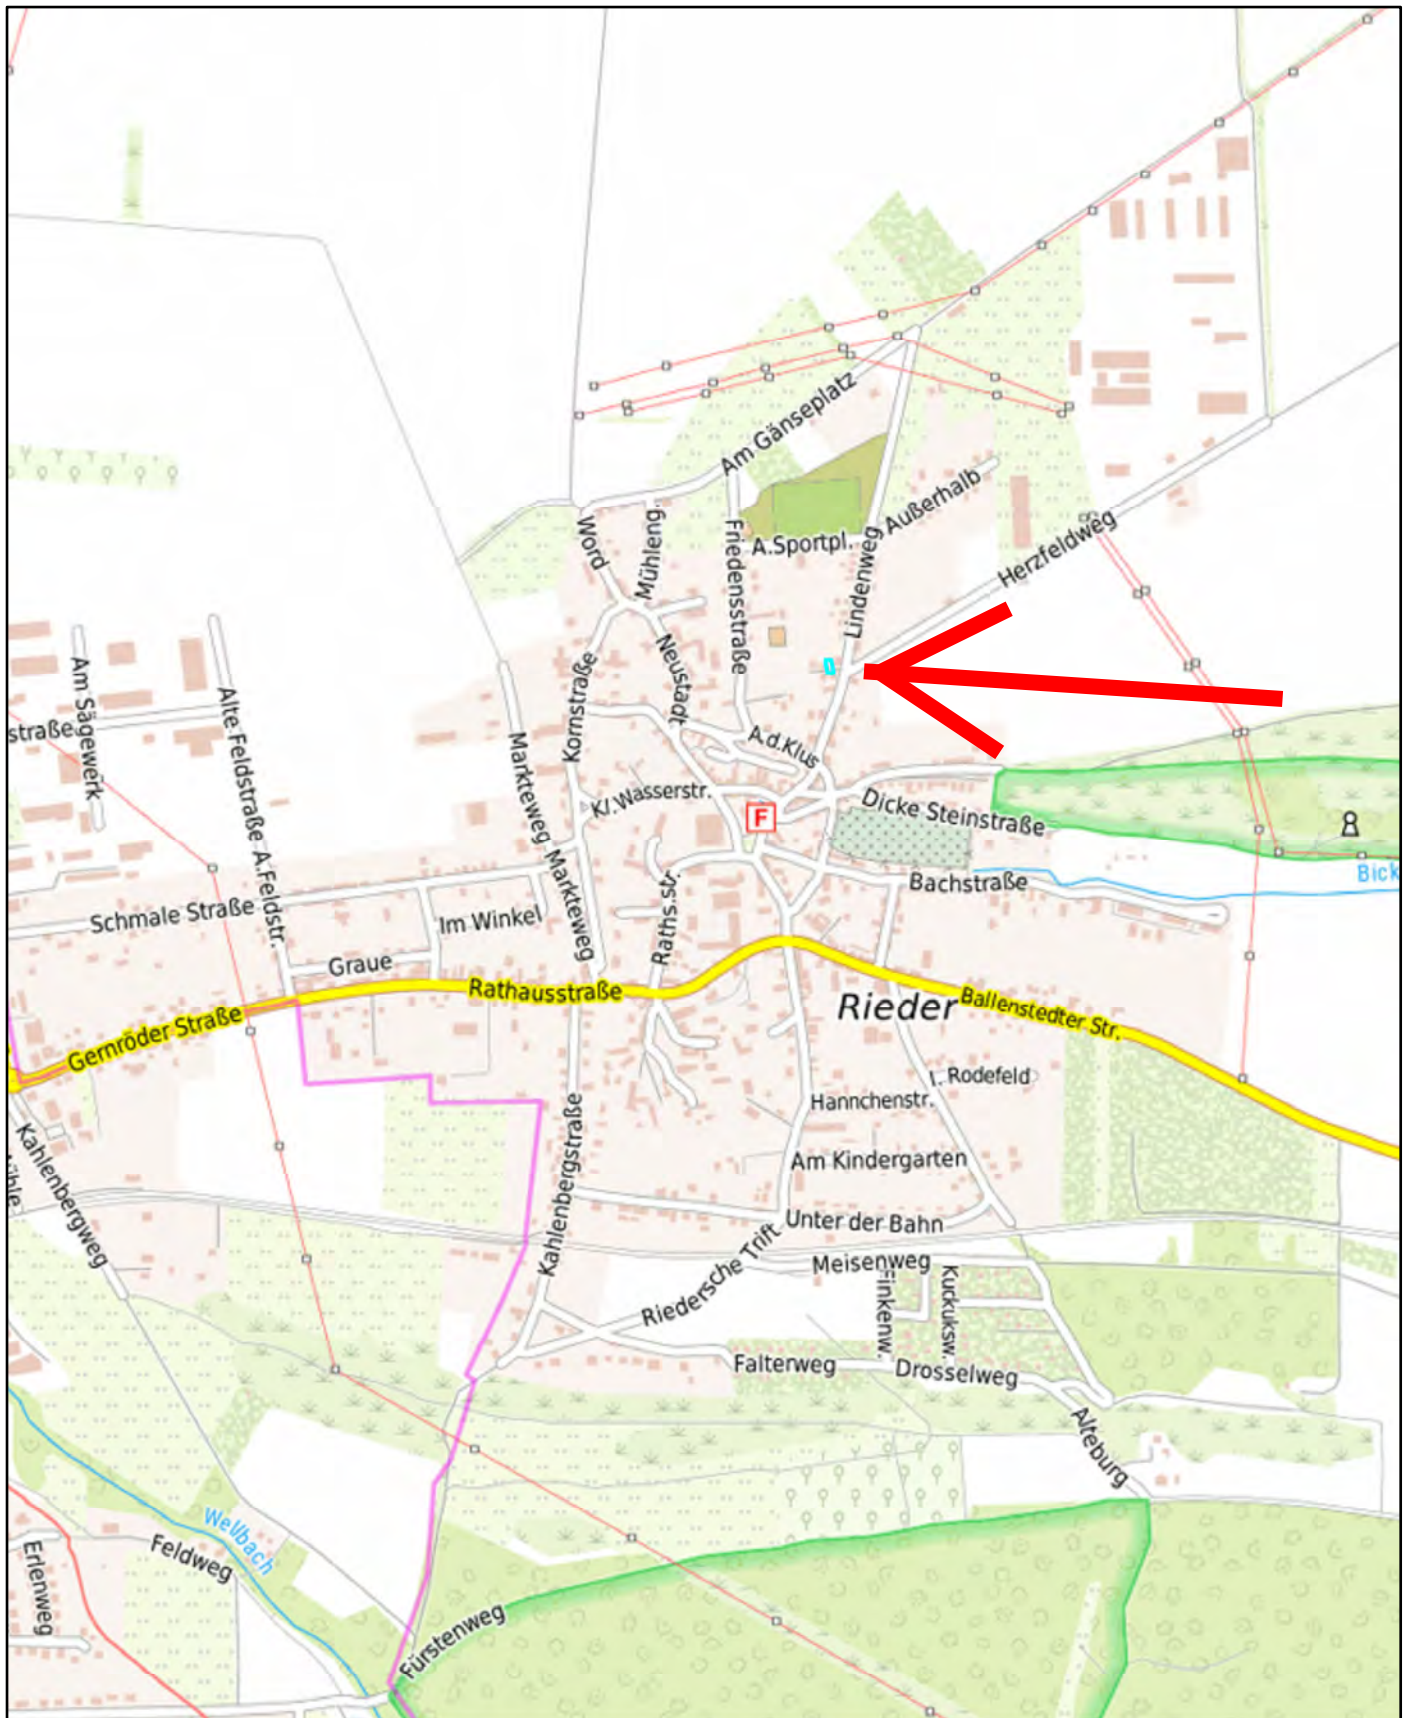 Am Gänseplatz
Außerhalb
Word
Mühleng.
Friedensstraße
A.Sportpl.
Lindenweg
Herzfeldweg
Neustadt
Kornstraße
Am Sägewerk
straße
Alte Feldstraße
A.Feldstr.
Markteweg
Markteweg
A.d.Klus
Kl.Wasserstr.
F
Dicke Steinstraße
Bick
Bachstraße
Schmale Straße
Im Winkel
Raths.str.
Graue
Rathausstraße
Rieder
Ballenstedter Str.
Gernröder Straße
I. Rodefeld
Hannchenstr.
Kahlenbergstraße
Am Kindergarten
Kahlenbergweg
Unter der Bahn
Riedersche Trift
Meisenweg
Finkenw.
Kuckuksw.
Falterweg
Drosselweg
Alteburg
Wellbach
Feldweg
Erlenweg
Fürstenweg